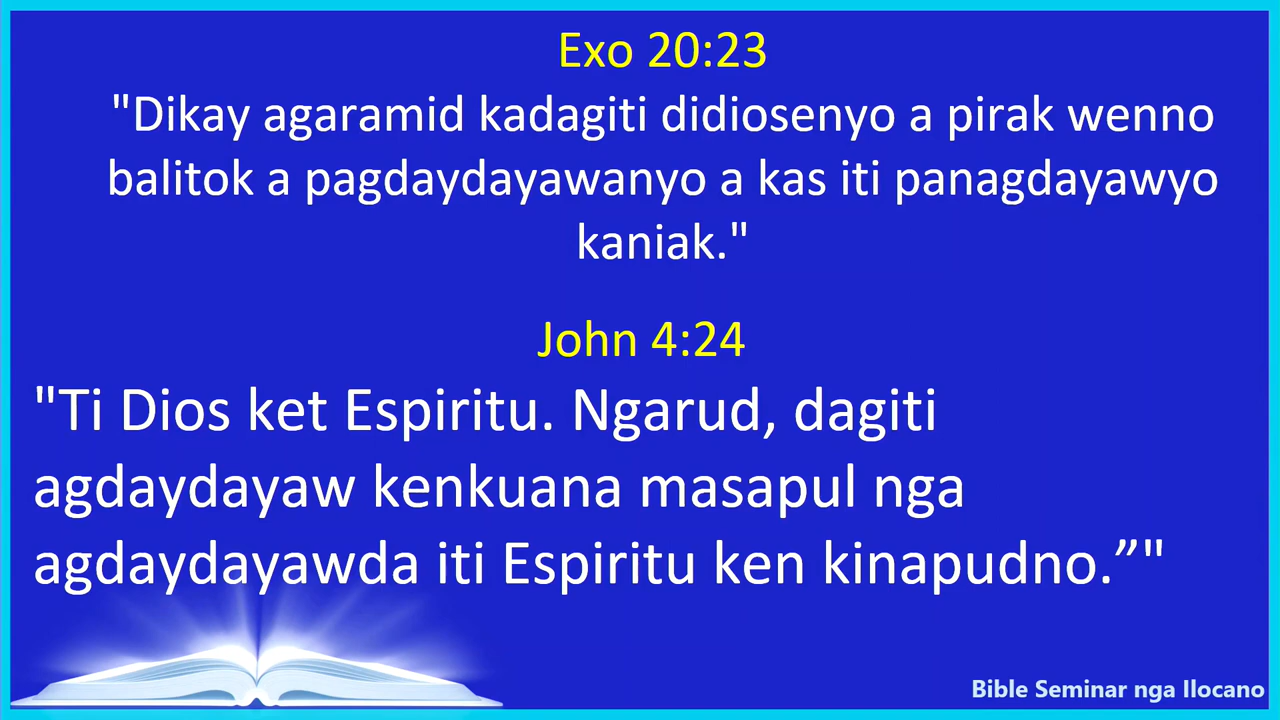 Exo 20:23
"Dikay agaramid kadagiti didiosenyo a pirak wenno
balitok a pagdaydayawanyo a kas iti panagdayawyo
kaniak."
John 4:24
"Ti Dios ket Espiritu. Ngarud, dagiti
agdaydayaw kenkuana masapul nga
agdaydayawda iti Espiritu ken kinapudno.”"
Bible Seminar nga Ilocano